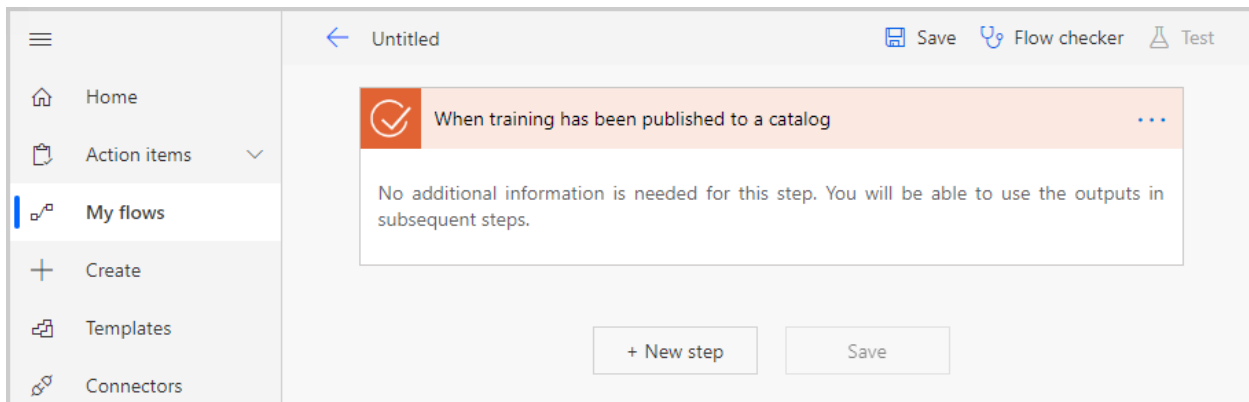 Untitled
Save
Flow checker
Test
Home
Action items
My flows
Create
Templates
Connectors
When training has been published to a catalog
...
No additional information is needed for this step. You will be able to use the outputs in
subsequent steps.
+ New step
Save